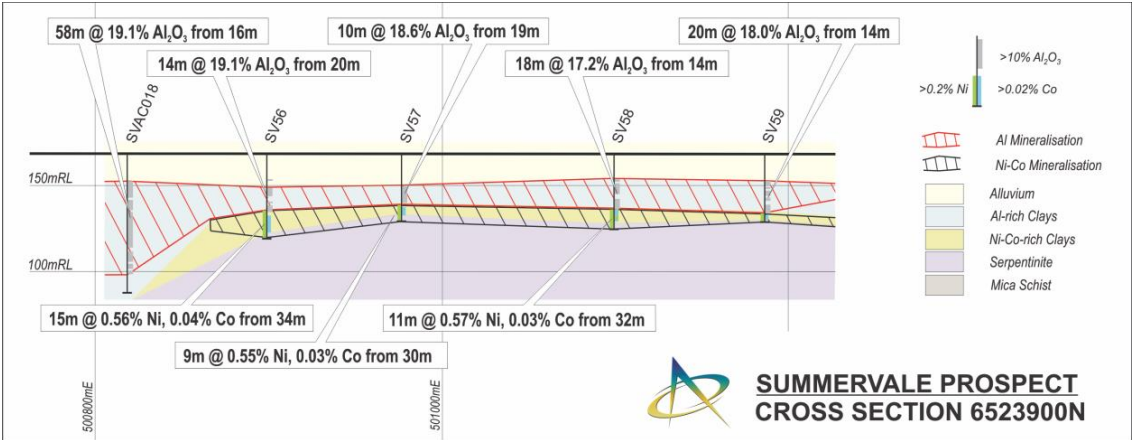 58m @ 19.1% Al₂O₃ from 16m
10m @ 18.6% Al₂O₃ from 19m
20m @ 18.0% Al₂O₃ from 14m
14m @ 19.1% Al₂O₃ from 20m
18m @ 17.2% Al₂O₃ from 14m
SVAC018
SV56
SV57
SV58
SV59
150mRL
100mRL
15m @ 0.56% Ni, 0.04% Co from 34m
11m @ 0.57% Ni, 0.03% Co from 32m
9m @ 0.55% Ni, 0.03% Co from 30m
500800mE
501000mE
>10% Al₂O₃
>0.2% Ni
>0.02% Co
Al Mineralisation
Ni-Co Mineralisation
Alluvium
Al-rich Clays
Ni-Co-rich Clays
Serpentinite
Mica Schist
SUMMERVALE PROSPECT
CROSS SECTION 6523900N